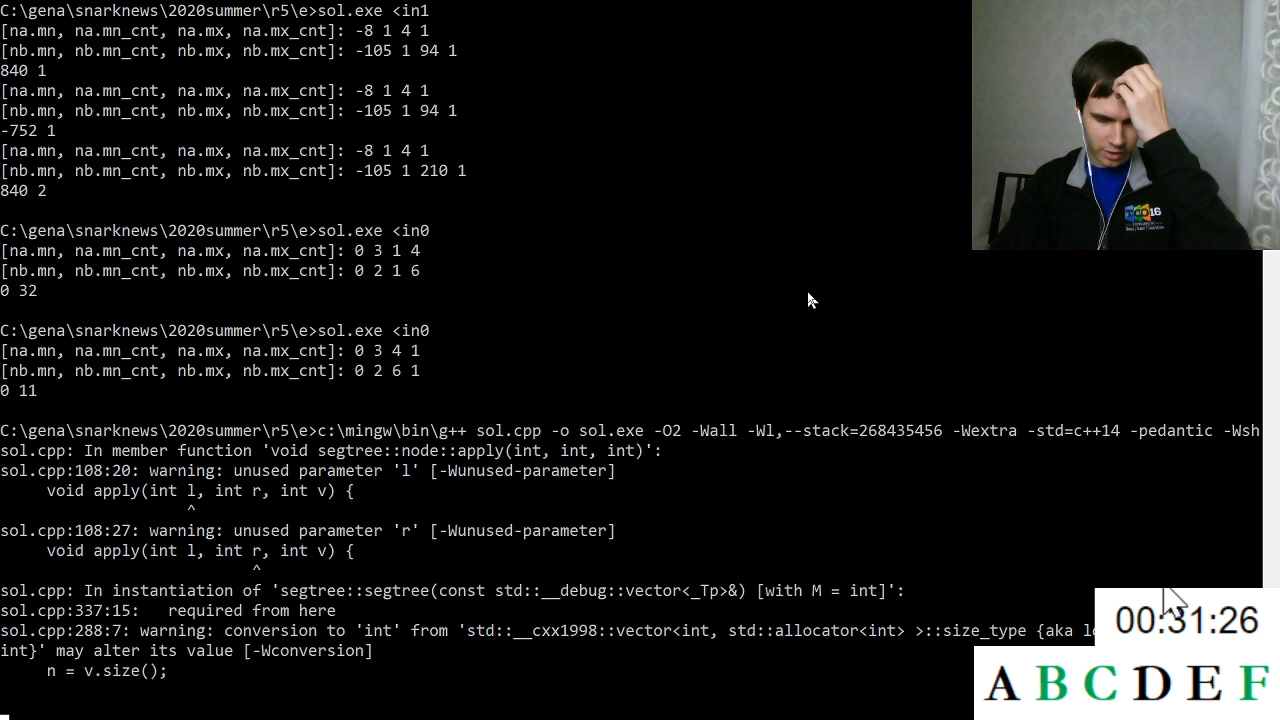 C:\gena\snarknews\2020summer\r5\e>sol.exe <in1
[na.mn, na.mn_cnt, na.mx, na.mx_cnt]: -8 1 4 1
[nb.mn, nb.mn_cnt, nb.mx, nb.mx_cnt]: -105 1 94 1
840 1
[na.mn, na.mn_cnt, na.mx, na.mx_cnt]: -8 1 4 1
[nb.mn, nb.mn_cnt, nb.mx, nb.mx_cnt]: -105 1 94 1
-752 1
[na.mn, na.mn_cnt, na.mx, na.mx_cnt]: -8 1 4 1
[nb.mn, nb.mn_cnt, nb.mx, nb.mx_cnt]: -105 1 210 1
840 2
C:\gena\snarknews\2020summer\r5\e>sol.exe <in0
[na.mn, na.mn_cnt, na.mx, na.mx_cnt]: 0 3 1 4
[nb.mn, nb.mn_cnt, nb.mx, nb.mx_cnt]: 0 2 1 6
0 32
C:\gena\snarknews\2020summer\r5\e>sol.exe <in0
[na.mn, na.mn_cnt, na.mx, na.mx_cnt]: 0 3 4 1
[nb.mn, nb.mn_cnt, nb.mx, nb.mx_cnt]: 0 2 6 1
0 11
C:\gena\snarknews\2020summer\r5\e>c:\mingw\bin\g++ sol.cpp -o sol.exe -O2 -Wall -Wl,--stack=268435456 -Wextra -std=c++14 -pedantic -Wsh
sol.cpp: In member function 'void segtree::node::apply(int, int, int)':
sol.cpp:108:20: warning: unused parameter 'l' [-Wunused-parameter]
void apply(int l, int r, int v) {
^
sol.cpp:108:27: warning: unused parameter 'r' [-Wunused-parameter]
void apply(int l, int r, int v) {
^
sol.cpp: In instantiation of 'segtree::segtree(const std::__debug::vector<_Tp>&) [with M = int]':
sol.cpp:337:15: required from here
sol.cpp:288:7: warning: conversion to 'int' from 'std::__cxx1998::vector<int, std::allocator<int> >::size_type {aka
int}' may alter its value [-Wconversion]
n = v.size();
16
00:31:26
A B C D E F